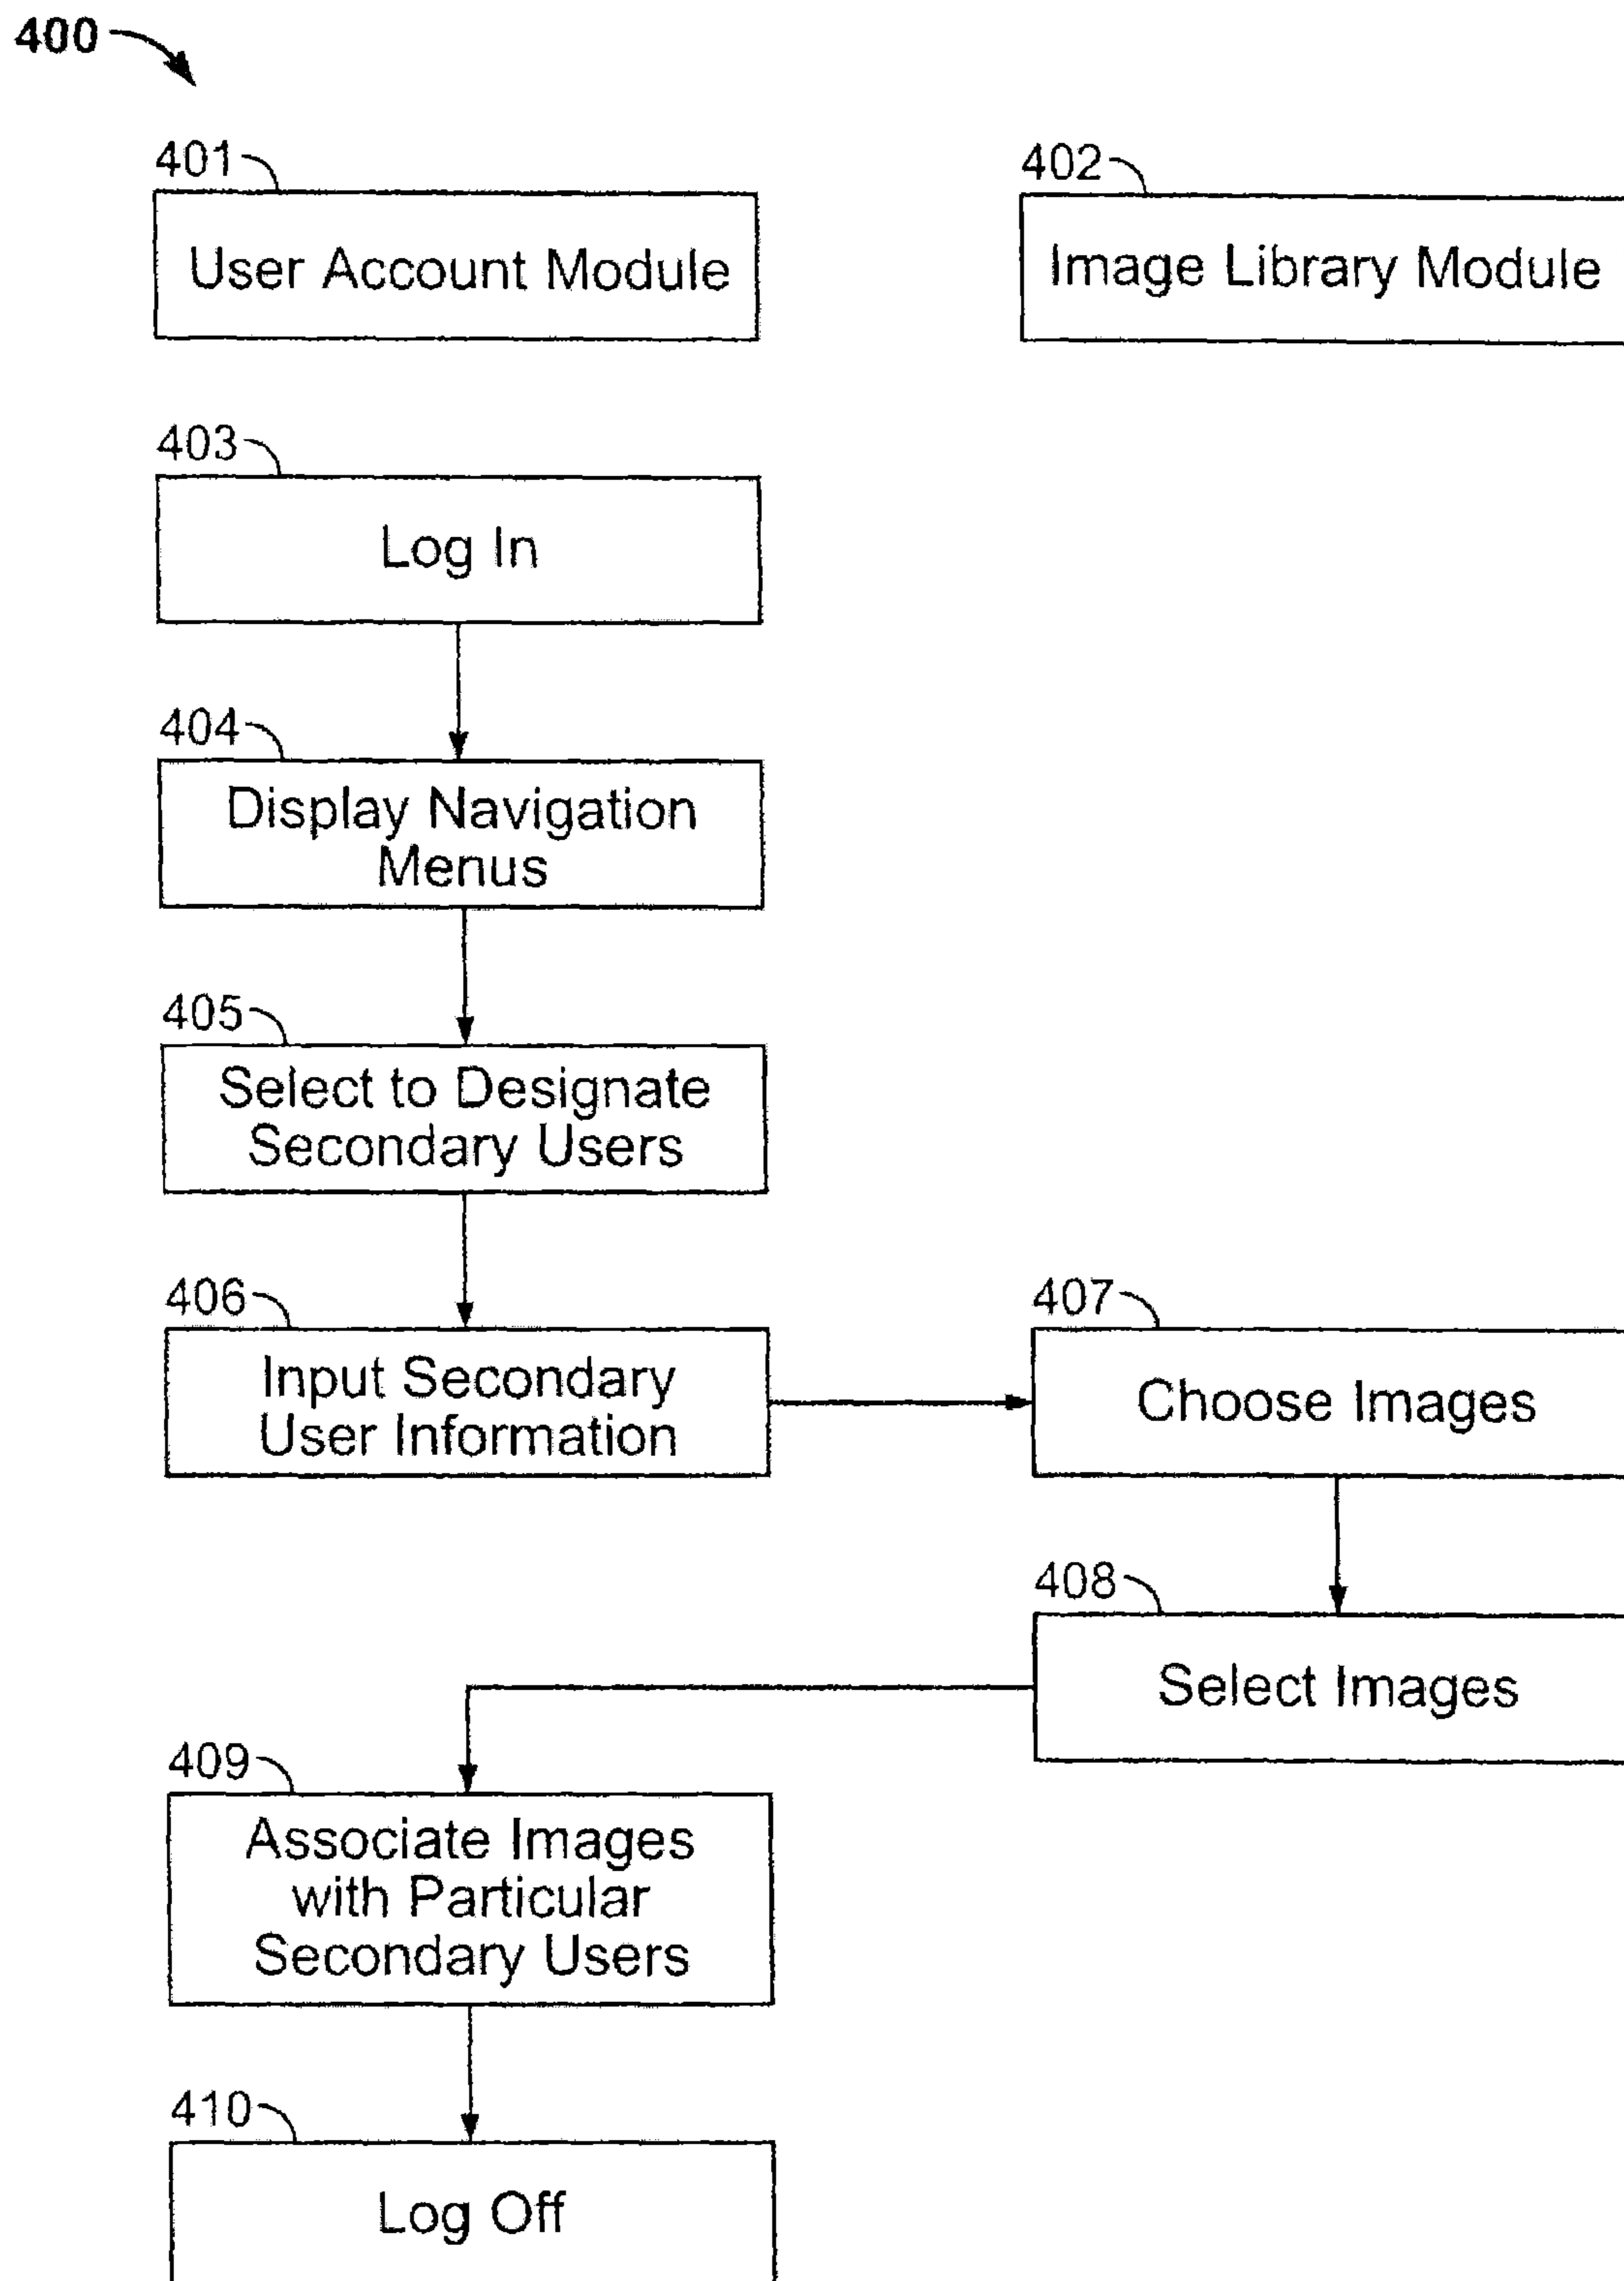 400
401
User Account Module
402
Image Library Module
403
Log In
404
Display Navigation
Menus
405
Select to Designate
Secondary Users
406
Input Secondary
User Information
407
Choose Images
408
Select Images
409
Associate Images
with Particular
Secondary Users
410
Log Off